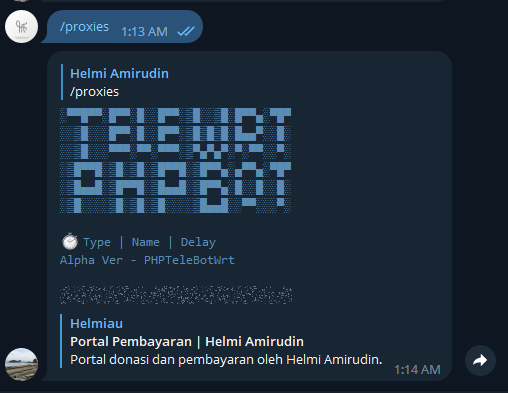 /proxies 1:13 AM
Helmi Amirudin
/proxies
TELEWRT
PHPBOT
Type | Name | Delay
Alpha Ver - PHPTeleBotWrt
Helmiau
Portal Pembayaran | Helmi Amirudin
Portal donasi dan pembayaran oleh Helmi Amirudin.
1:14 AM